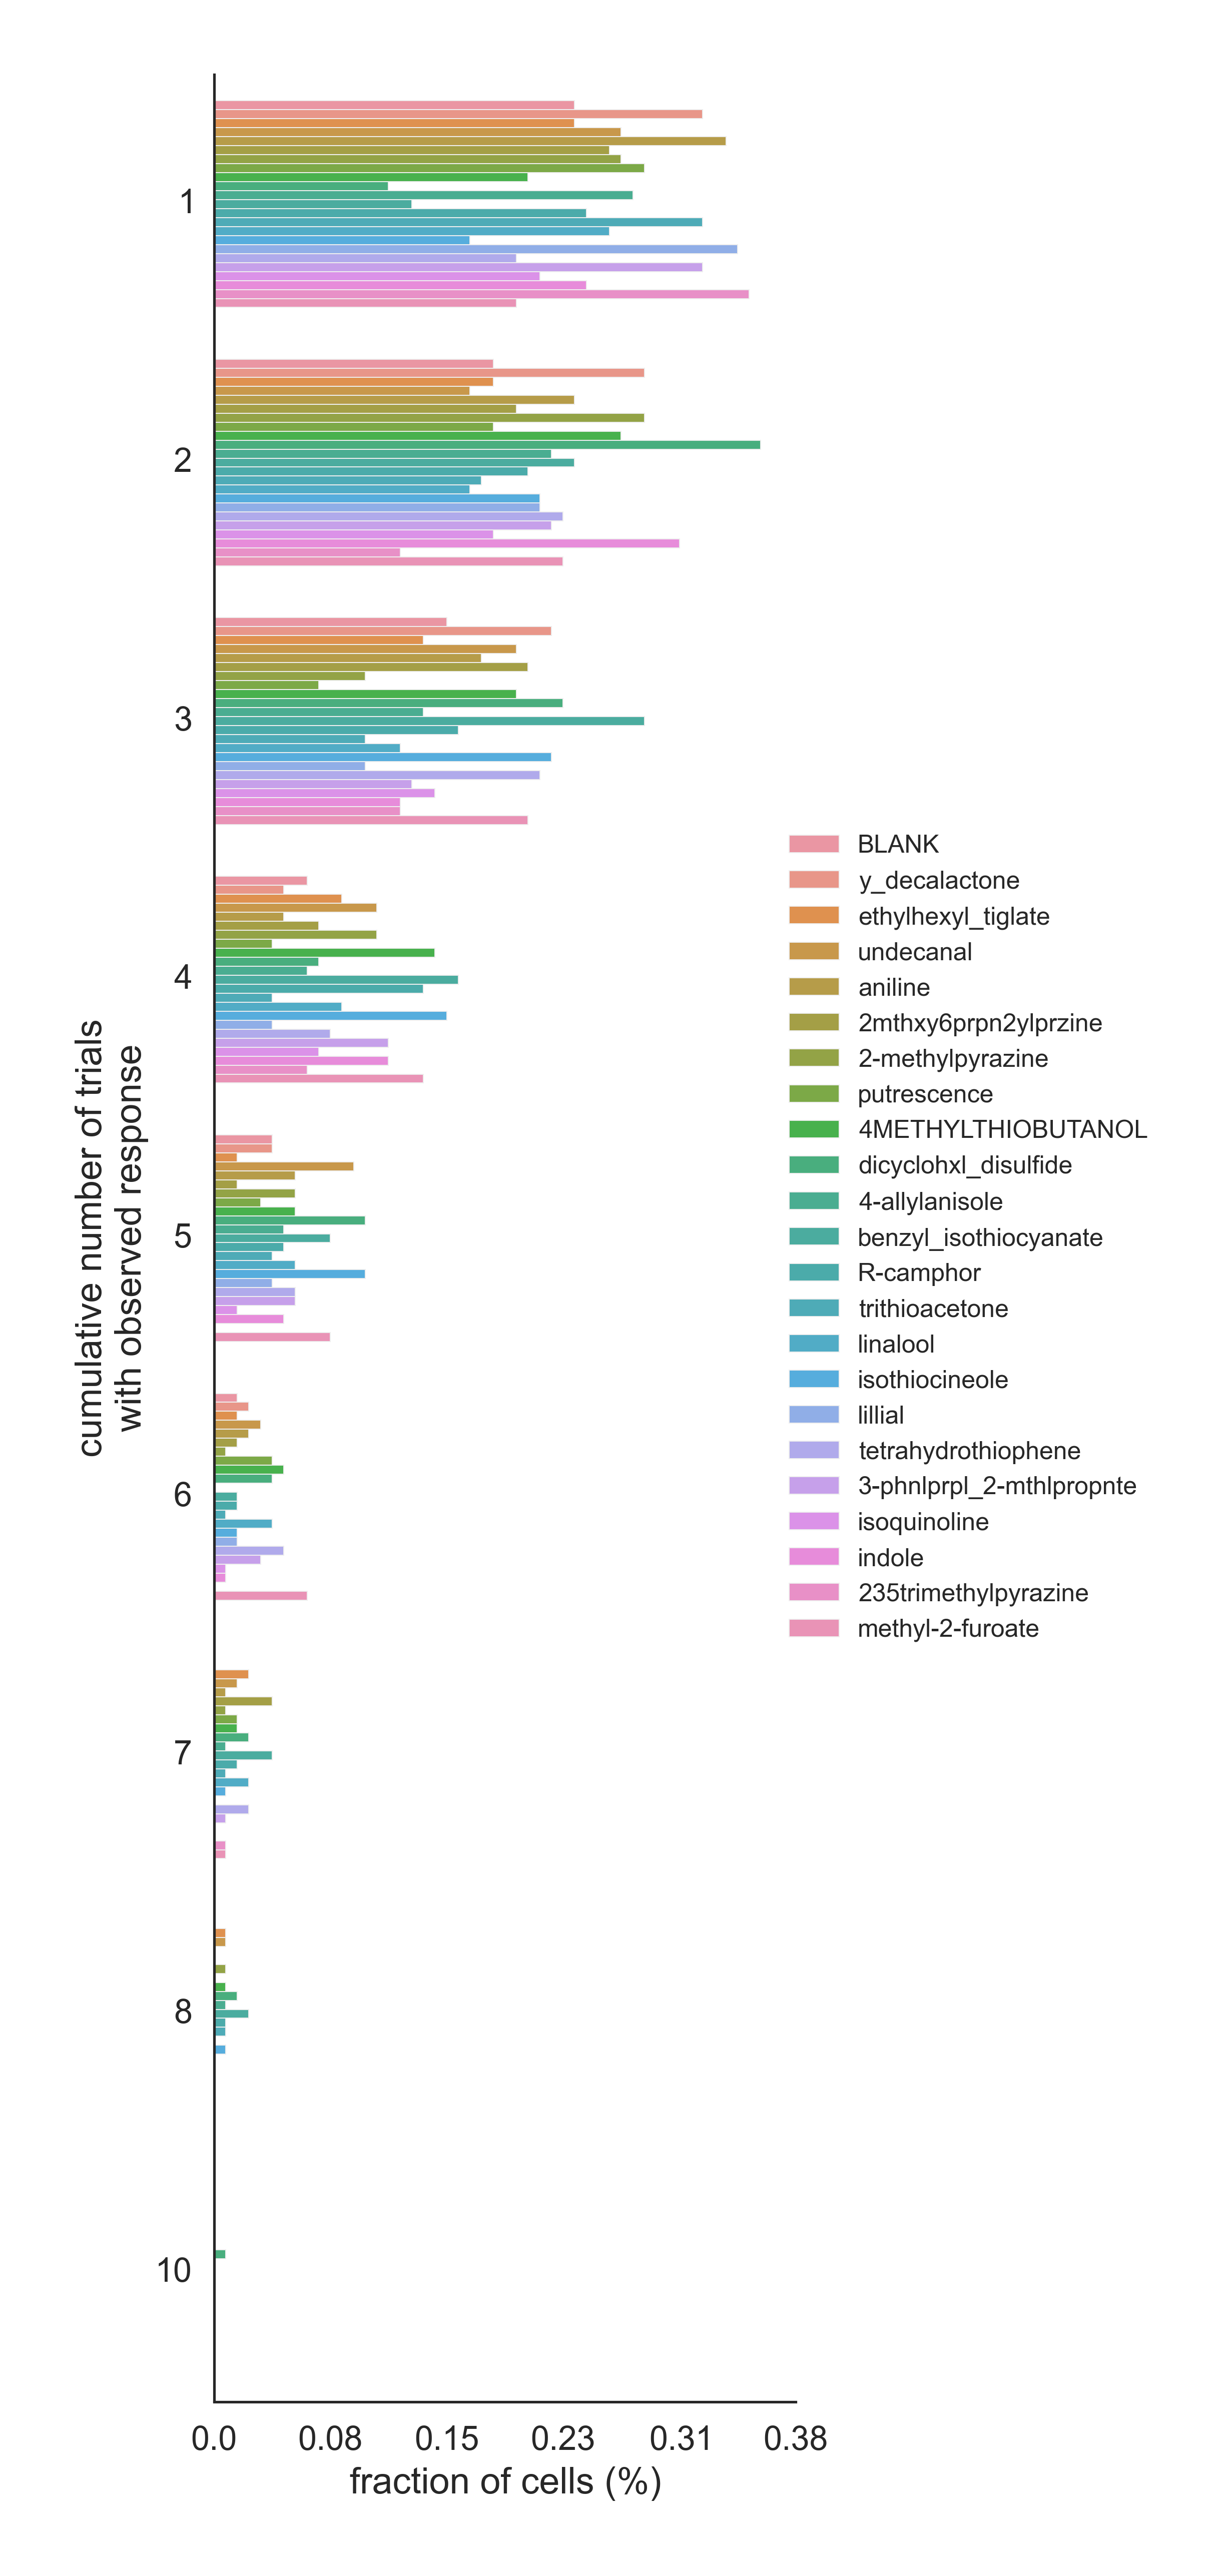 1
2
3
4
5
6
7
8
10
cumulative number of trials
with observed response
0.0 0.08 0.15 0.23 0.31 0.38
fraction of cells (%)
BLANK
y_decalactone
ethylhexyl_tiglate
undecanal
aniline
2mthxy6prpn2ylprzine
2-methylpyrazine
putrescence
4METHYLTHIOBUTANOL
dicyclohxl_disulfide
4-allylanisole
benzyl_isothiocyanate
R-camphor
trithioacetone
linalool
isothiocineole
lillial
tetrahydrothiophene
3-phnlprpl_2-mthlpropnte
isoquinoline
indole
235trimethylpyrazine
methyl-2-furoate